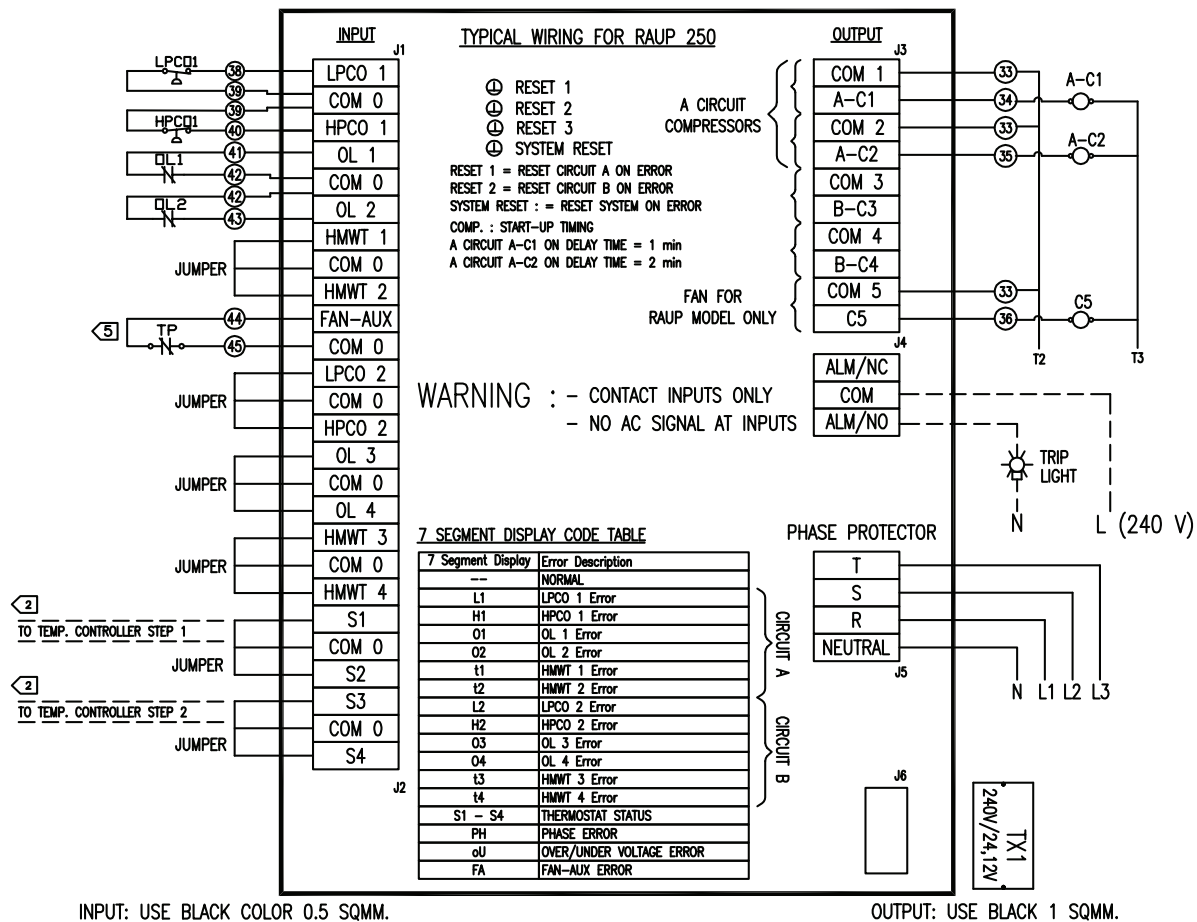 INPUT
TYPICAL WIRING FOR RAUP 250
OUTPUT
J1
J3
LPCO1
38
39
39
HPCO1
40
41
OL1
42
42
OL2
43
JUMPER
5
44
TP
45
JUMPER
JUMPER
JUMPER
2
TO TEMP. CONTROLLER STEP 1
JUMPER
2
TO TEMP. CONTROLLER STEP 2
JUMPER
LPCO 1
COM 0
HPCO 1
OL 1
COM 0
OL 2
HMWT 1
COM 0
HMWT 2
FAN-AUX
COM 0
LPCO 2
COM 0
HPCO 2
OL 3
COM 0
OL 4
HMWT 3
COM 0
HMWT 4
S1
COM 0
S2
S3
COM 0
S4
J2
RESET 1
RESET 2
RESET 3
SYSTEM RESET
RESET 1 = RESET CIRCUIT A ON ERROR
RESET 2 = RESET CIRCUIT B ON ERROR
SYSTEM RESET : = RESET SYSTEM ON ERROR
COMP. : START-UP TIMING
A CIRCUIT A-C1 ON DELAY TIME = 1 min
A CIRCUIT A-C2 ON DELAY TIME = 2 min
A CIRCUIT
COMPRESSORS
FAN FOR
RAUP MODEL ONLY
WARNING : - CONTACT INPUTS ONLY
- NO AC SIGNAL AT INPUTS
COM 1
A-C1
COM 2
A-C2
COM 3
B-C3
COM 4
B-C4
COM 5
C5
J4
ALM/NC
COM
ALM/NO
33
A-C1
34
33
A-C2
35
33
C5
36
T2
T3
TRIP
LIGHT
N
L (240 V)
PHASE PROTECTOR
T
S
R
NEUTRAL
J5
N L1 L2 L3
7 SEGMENT DISPLAY CODE TABLE
7 Segment Display Error Description
-- NORMAL
L1 LPCO 1 Error
H1 HPCO 1 Error
O1 OL 1 Error
O2 OL 2 Error
t1 HMWT 1 Error
t2 HMWT 2 Error
L2 LPCO 2 Error
H2 HPCO 2 Error
O3 OL 3 Error
O4 OL 4 Error
t3 HMWT 3 Error
t4 HMWT 4 Error
S1 - S4 THERMOSTAT STATUS
PH PHASE ERROR
oU OVER/UNDER VOLTAGE ERROR
FA FAN-AUX ERROR
CIRCUIT A
CIRCUIT B
J6
TX1
240V/24,12V
INPUT: USE BLACK COLOR 0.5 SQMM.
OUTPUT: USE BLACK 1 SQMM.